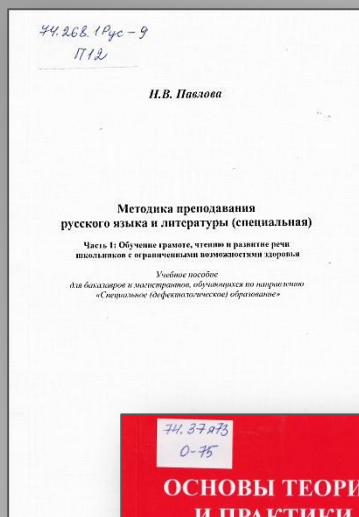 74.268.1Рус-9
П12
Н.В. Павлова
Методика преподавания
русского языка и литературы (специальная)
Часть 1: Обучение грамоте, чтению и развитие речи
школьников с ограниченными возможностями здоровья
Учебное пособие
для бакалавров и магистрантов, обучающихся по направлению
«Специальное (дефектологическое) образование»
74.37я73
О-75
ОСНОВЫ ТЕОРИ
И ПРАКТИКИ